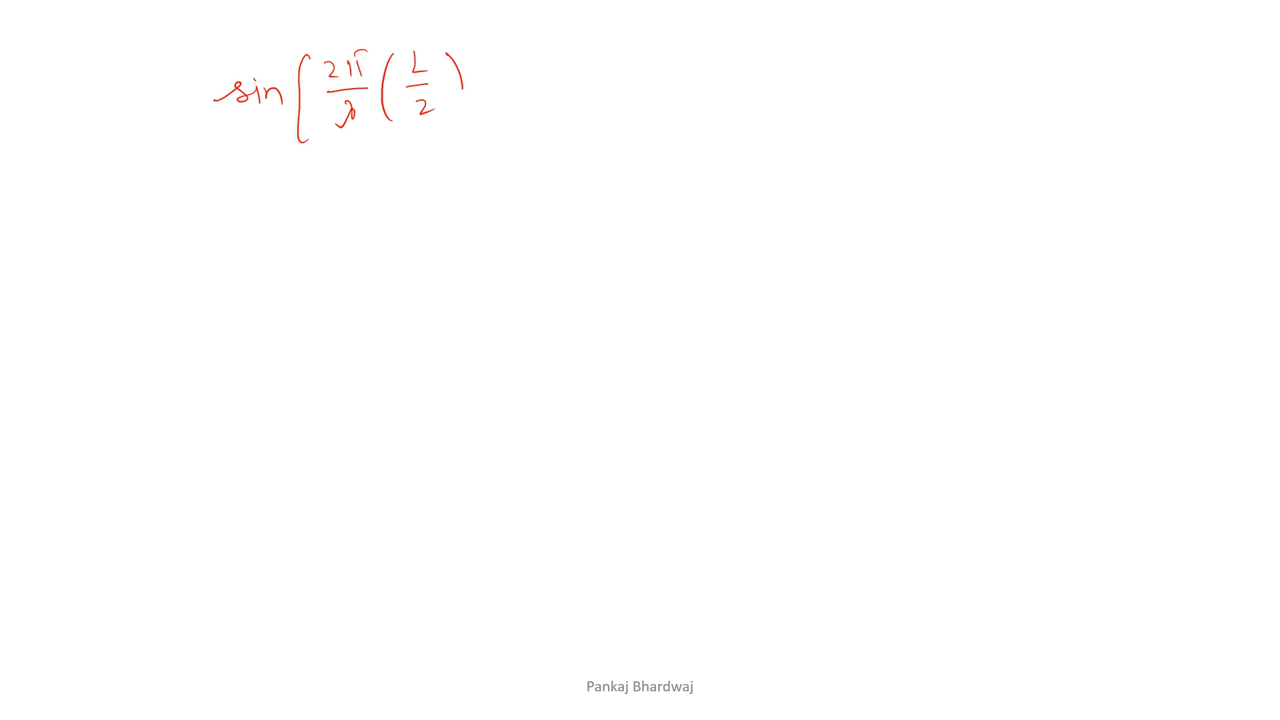 sin [ 2π/λ ( L/2 )
Pankaj Bhardwaj